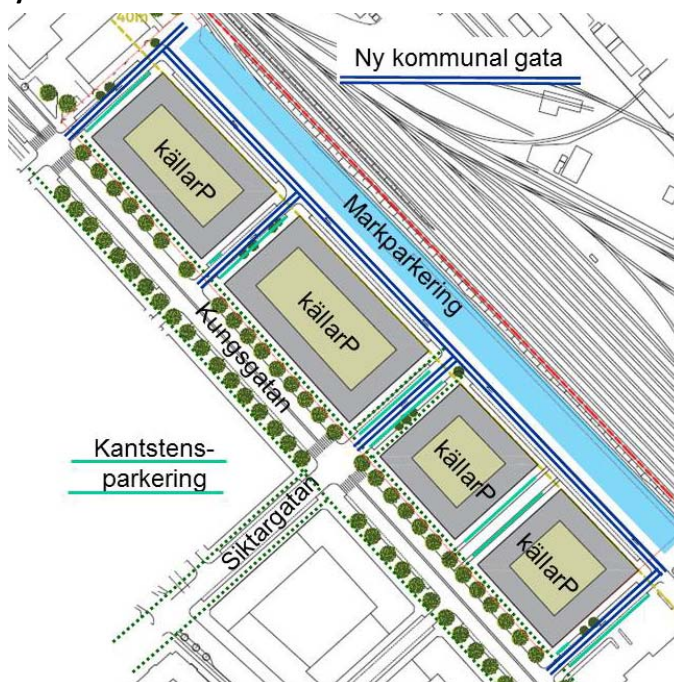 40m
Ny kommunal gata
källarP
Markparkering
källarP
Kungsgatan
Kantstens-
parkering
källarP
Siktargatan
källarP